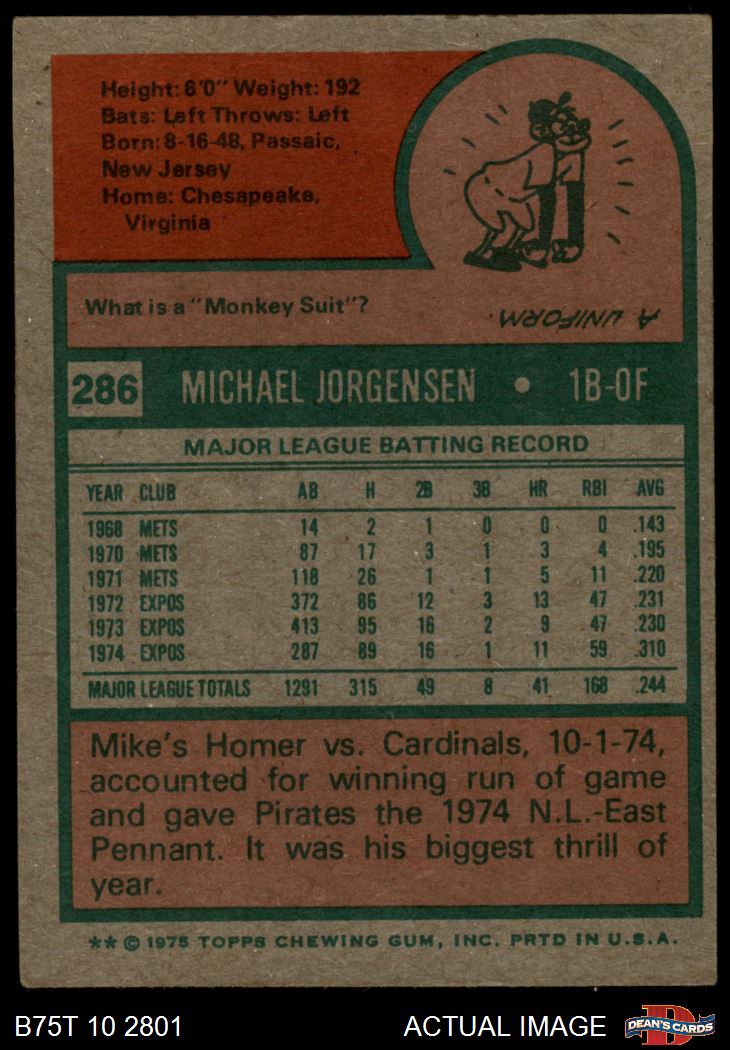 Height: 6'0" Weight: 192
Bats: Left Throws: Left
Born: 8-16-48, Passaic,
New Jersey
Home: Chesapeake,
Virginia
What is a "Monkey Suit"?
A UNIFORM.
286 MICHAEL JORGENSEN • 1B-OF
MAJOR LEAGUE BATTING RECORD
YEAR CLUB AB H 2B 3B HR RBI AVG
1968 METS 14 2 1 0 0 0 .143
1970 METS 87 17 3 1 3 4 .195
1971 METS 118 26 1 1 5 11 .220
1972 EXPOS 372 86 12 3 13 47 .231
1973 EXPOS 413 95 16 2 9 47 .230
1974 EXPOS 287 89 16 1 11 59 .310
MAJOR LEAGUE TOTALS 1291 315 49 8 41 168 .244
Mike's Homer vs. Cardinals, 10-1-74,
accounted for winning run of game
and gave Pirates the 1974 N.L.-East
Pennant. It was his biggest thrill of
year.
** © 1975 TOPPS CHEWING GUM, INC. PRTD IN U.S.A.
B75T 10 2801 ACTUAL IMAGE D DEAN'S CARDS